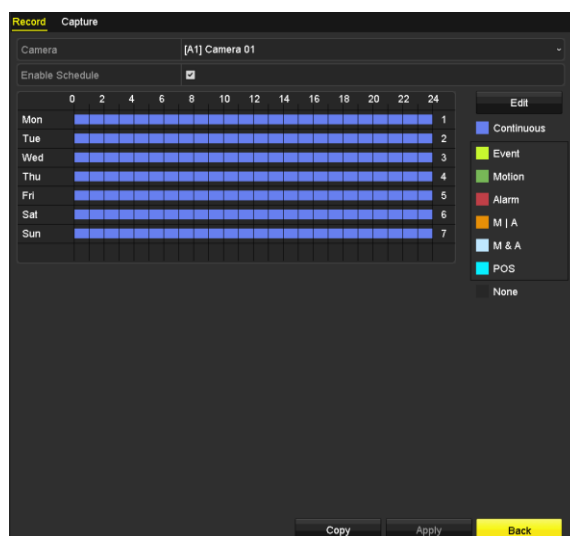 Record Capture
Camera [A1] Camera 01
Enable Schedule
0 2 4 6 8 10 12 14 16 18 20 22 24
Edit
Mon 1
Continuous
Tue 2
Wed 3
Event
Thu 4
Motion
Fri 5
Alarm
Sat 6
M | A
Sun 7
M & A
POS
None
Copy Apply Back